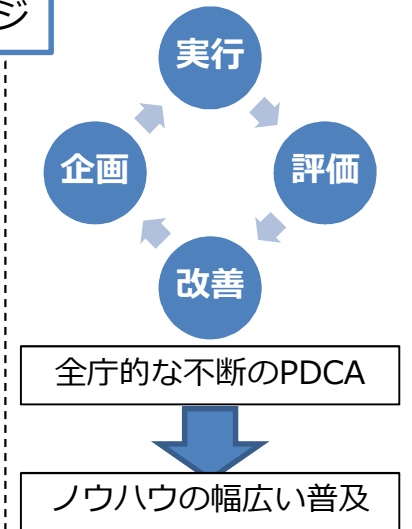 ジ
実行
企画
評価
改善
全庁的な不断のPDCA
ノウハウの幅広い普及